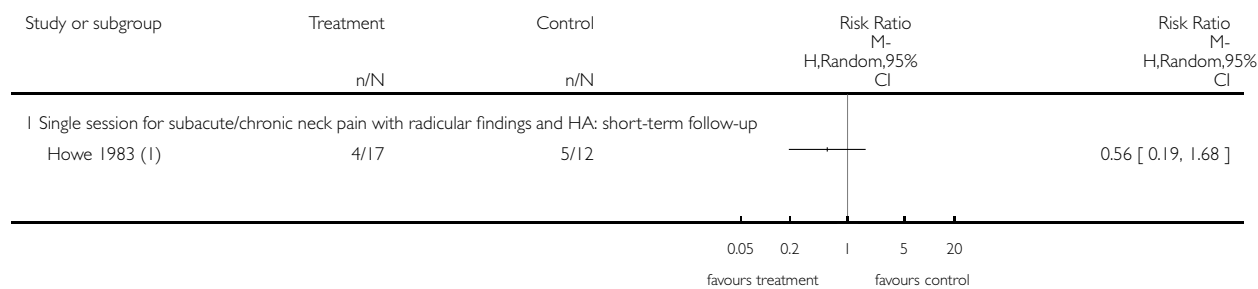 Study or subgroup Treatment Control Risk Ratio Risk Ratio
M- M-
H,Random,95% H,Random,95%
n/N n/N CI CI
1 Single session for subacute/chronic neck pain with radicular findings and HA: short-term follow-up
Howe 1983 (1) 4/17 5/12 0.56 [ 0.19, 1.68 ]
0.05 0.2 1 5 20
favours treatment favours control